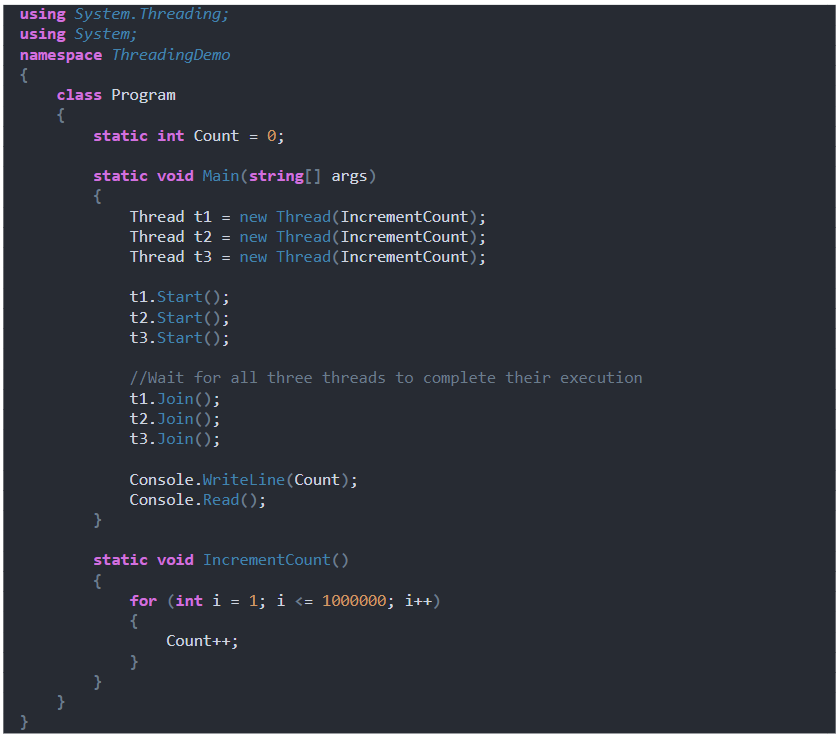 using System.Threading;
using System;
namespace ThreadingDemo
{
    class Program
    {
        static int Count = 0;

        static void Main(string[] args)
        {
            Thread t1 = new Thread(IncrementCount);
            Thread t2 = new Thread(IncrementCount);
            Thread t3 = new Thread(IncrementCount);

            t1.Start();
            t2.Start();
            t3.Start();

            //Wait for all three threads to complete their execution
            t1.Join();
            t2.Join();
            t3.Join();

            Console.WriteLine(Count);
            Console.Read();
        }

        static void IncrementCount()
        {
            for (int i = 1; i <= 1000000; i++)
            {
                Count++;
            }
        }
    }
}